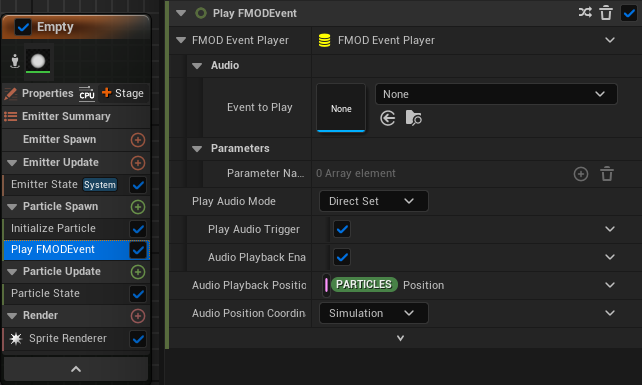 Empty
Properties
CPU
Stage
Emitter Summary
Emitter Spawn
Emitter Update
Emitter State System
Particle Spawn
Initialize Particle
Play FMODEvent
Particle Update
Particle State
Render
Sprite Renderer
Play FMODEvent
FMOD Event Player
FMOD Event Player
Audio
Event to Play
None
None
Parameters
Parameter Na...
0 Array element
Play Audio Mode
Direct Set
Play Audio Trigger
Audio Playback Ena
Audio Playback Positio
PARTICLES Position
Audio Position Coordin
Simulation